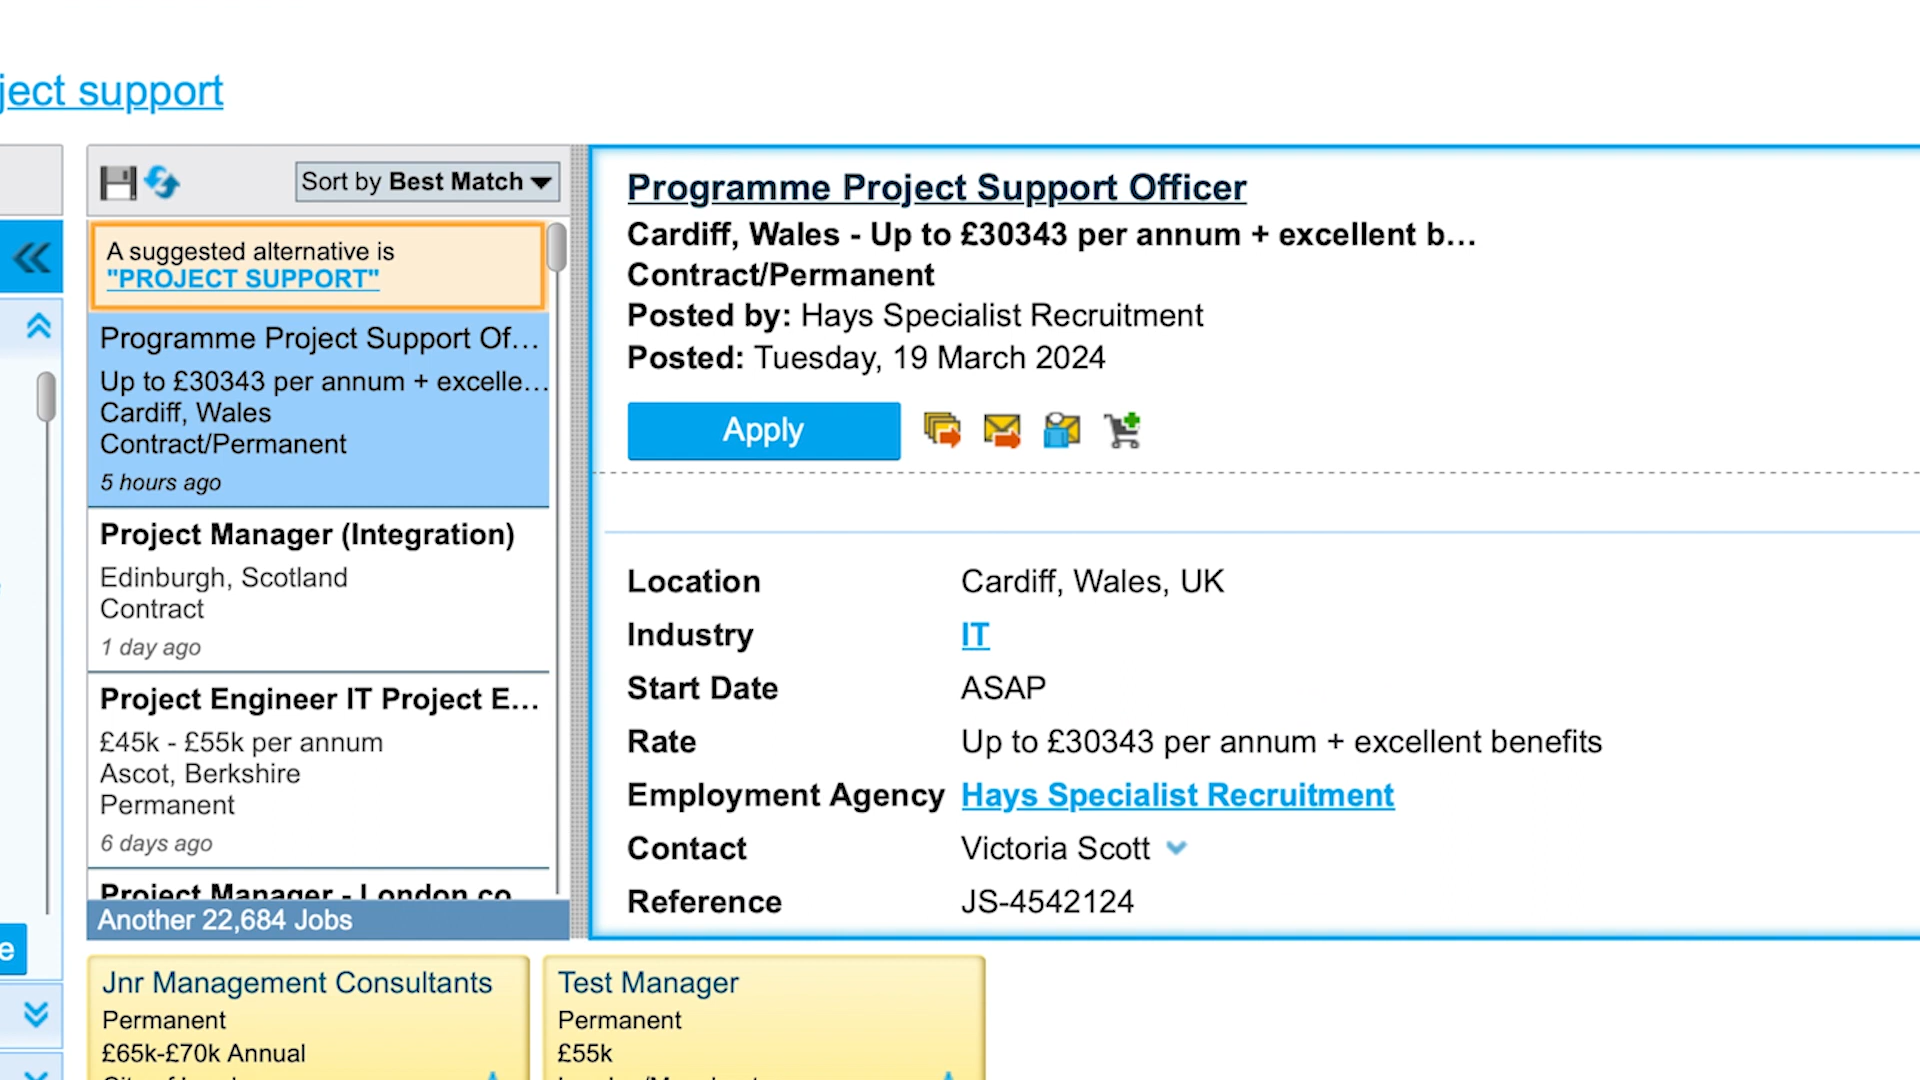 ject support
Sort by Best Match
A suggested alternative is
"PROJECT SUPPORT"
Programme Project Support Of...
Up to £30343 per annum + excelle...
Cardiff, Wales
Contract/Permanent
5 hours ago
Project Manager (Integration)
Edinburgh, Scotland
Contract
1 day ago
Project Engineer IT Project E...
£45k - £55k per annum
Ascot, Berkshire
Permanent
6 days ago
Project Manager - London co
Another 22,684 Jobs
Programme Project Support Officer
Cardiff, Wales - Up to £30343 per annum + excellent b...
Contract/Permanent
Posted by: Hays Specialist Recruitment
Posted: Tuesday, 19 March 2024
Apply
Location Cardiff, Wales, UK
Industry IT
Start Date ASAP
Rate Up to £30343 per annum + excellent benefits
Employment Agency Hays Specialist Recruitment
Contact Victoria Scott
Reference JS-4542124
e
Jnr Management Consultants
Permanent
£65k-£70k Annual
Test Manager
Permanent
£55k